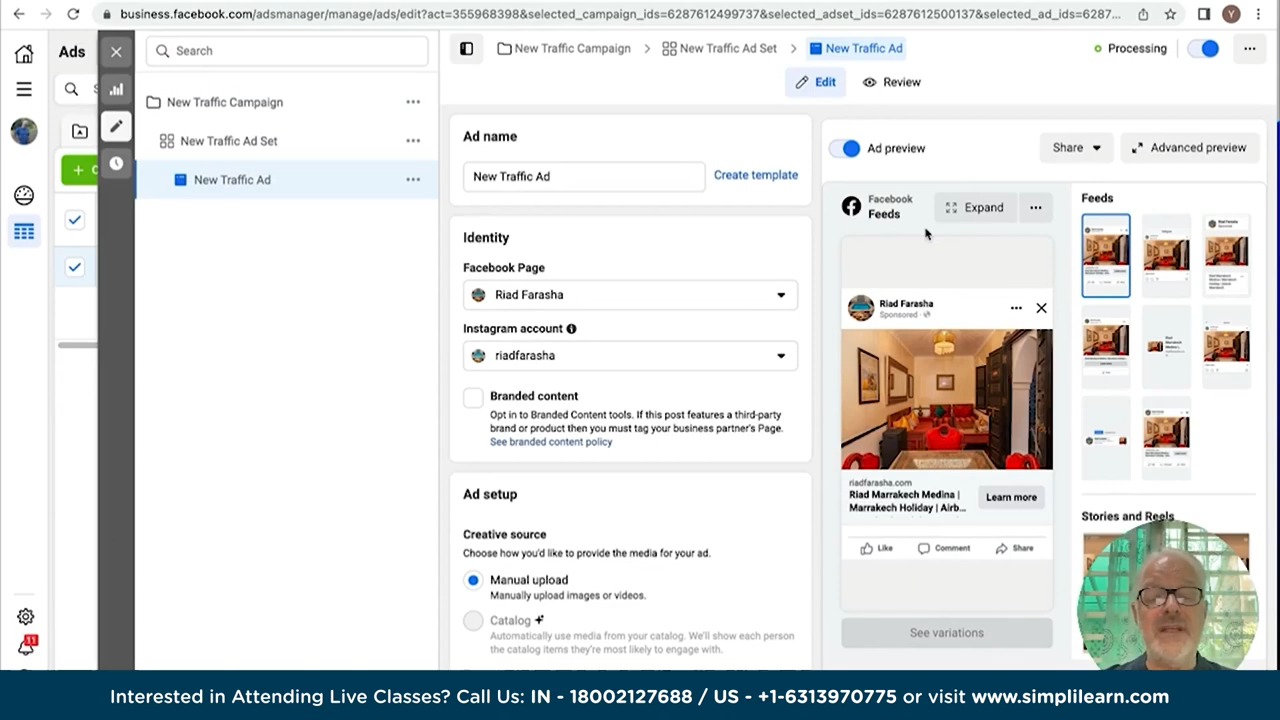 business.facebook.com/adsmanager/manage/ads/edit?act=355968398&selected_campaign_ids=6287612499737&selected_adset_ids=6287612500137&selected_ad_ids=6287...
Y
Ads
Search
New Traffic Campaign
New Traffic Ad Set
New Traffic Ad
New Traffic Campaign
New Traffic Ad Set
New Traffic Ad
Processing
Edit
Review
Ad name
New Traffic Ad
Create template
Identity
Facebook Page
Riad Farasha
Instagram account
riadfarasha
Branded content
Opt in to Branded Content tools. If this post features a third-party
brand or product then you must tag your business partner's Page.
See branded content policy
Ad setup
Creative source
Choose how you'd like to provide the media for your ad.
Manual upload
Manually upload images or videos.
Catalog
Automatically use media from your catalog. We'll show each person
the catalog items they're most likely to engage with.
Ad preview
Share
Advanced preview
Facebook
Feeds
Expand
Riad Farasha
Sponsored ·
riadfarasha.com
Riad Marrakech Medina |
Marrakech Holiday | Airb...
Learn more
Like
Comment
Share
See variations
Feeds
Stories and Reels
11
Interested in Attending Live Classes? Call Us: IN - 18002127688 / US - +1-6313970775 or visit www.simplilearn.com